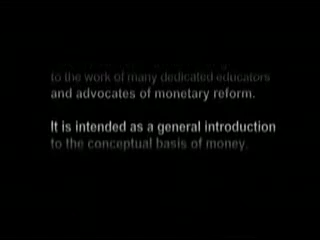 to the work of many dedicated educators
and advocates of monetary reform.
It is intended as a general introduction
to the conceptual basis of money.